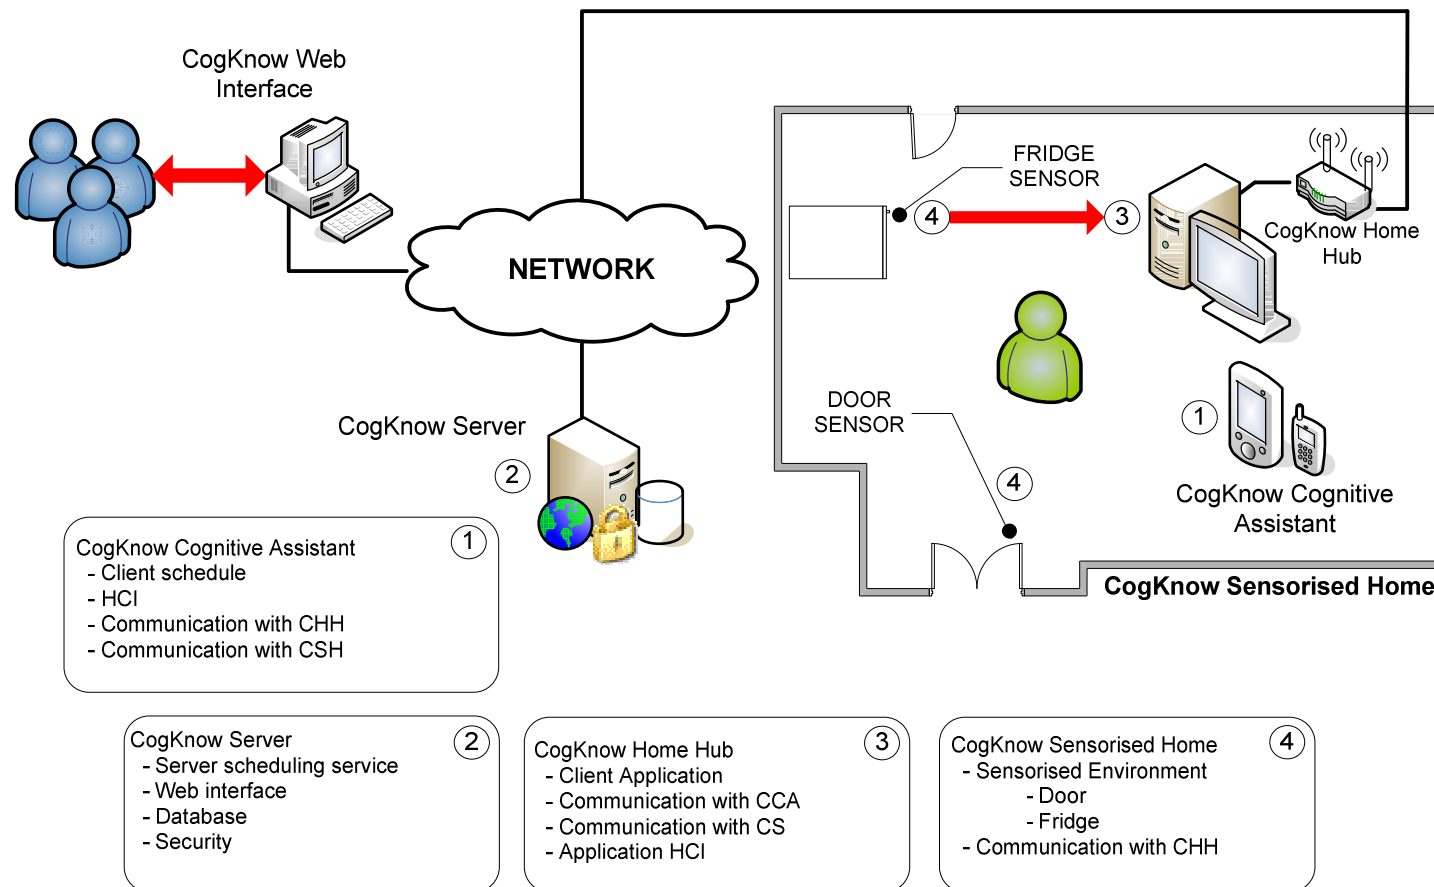 CogKnow Web
Interface
FRIDGE
SENSOR
4
3
CogKnow Home
Hub
NETWORK
DOOR
SENSOR
1
CogKnow Server
2
4
CogKnow Cognitive
Assistant
CogKnow Sensorised Home
CogKnow Cognitive Assistant
1
- Client schedule
- HCI
- Communication with CHH
- Communication with CSH
CogKnow Server
2
- Server scheduling service
- Web interface
- Database
- Security
CogKnow Home Hub
3
- Client Application
- Communication with CCA
- Communication with CS
- Application HCI
CogKnow Sensorised Home
4
- Sensorised Environment
- Door
- Fridge
- Communication with CHH